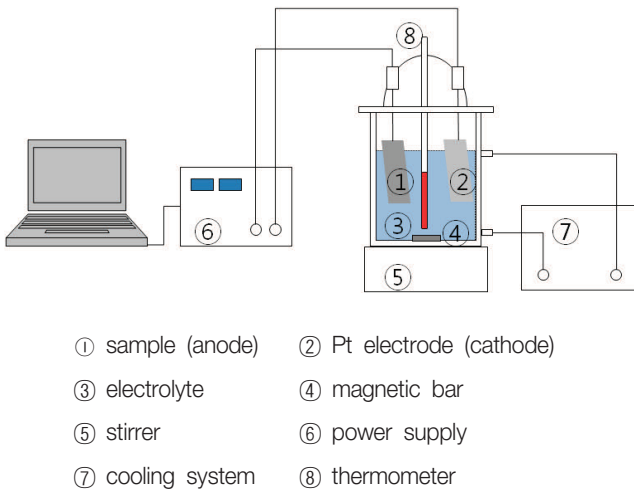 ⑧
① ②
③ ④ ⑦
⑥
⑤
① sample (anode) ② Pt electrode (cathode)
③ electrolyte ④ magnetic bar
⑤ stirrer ⑥ power supply
⑦ cooling system ⑧ thermometer